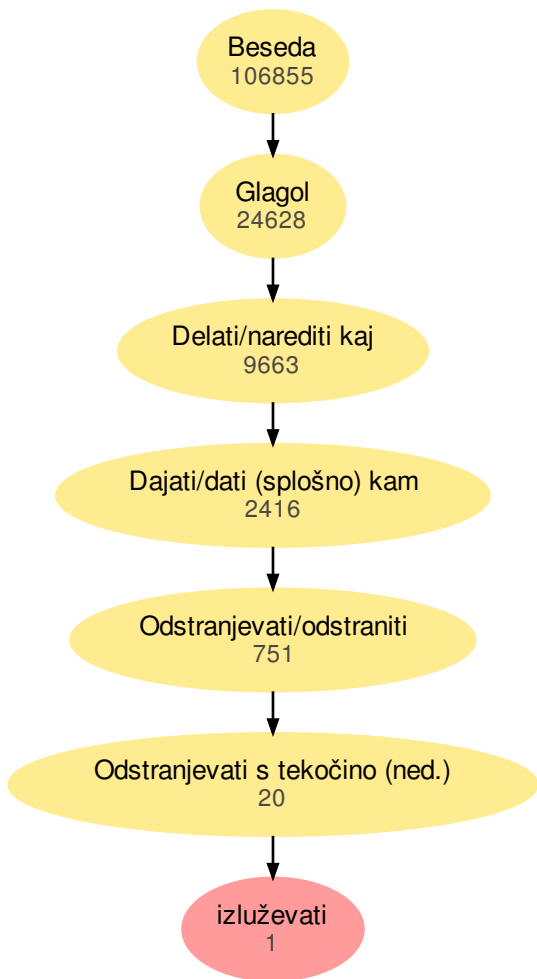 Beseda
106855
Glagol
24628
Delati/narediti kaj
9663
Dajati/dati (splošno) kam
2416
Odstranjevati/odstraniti
751
Odstranjevati s tekočino (ned.)
20
izluževati
1